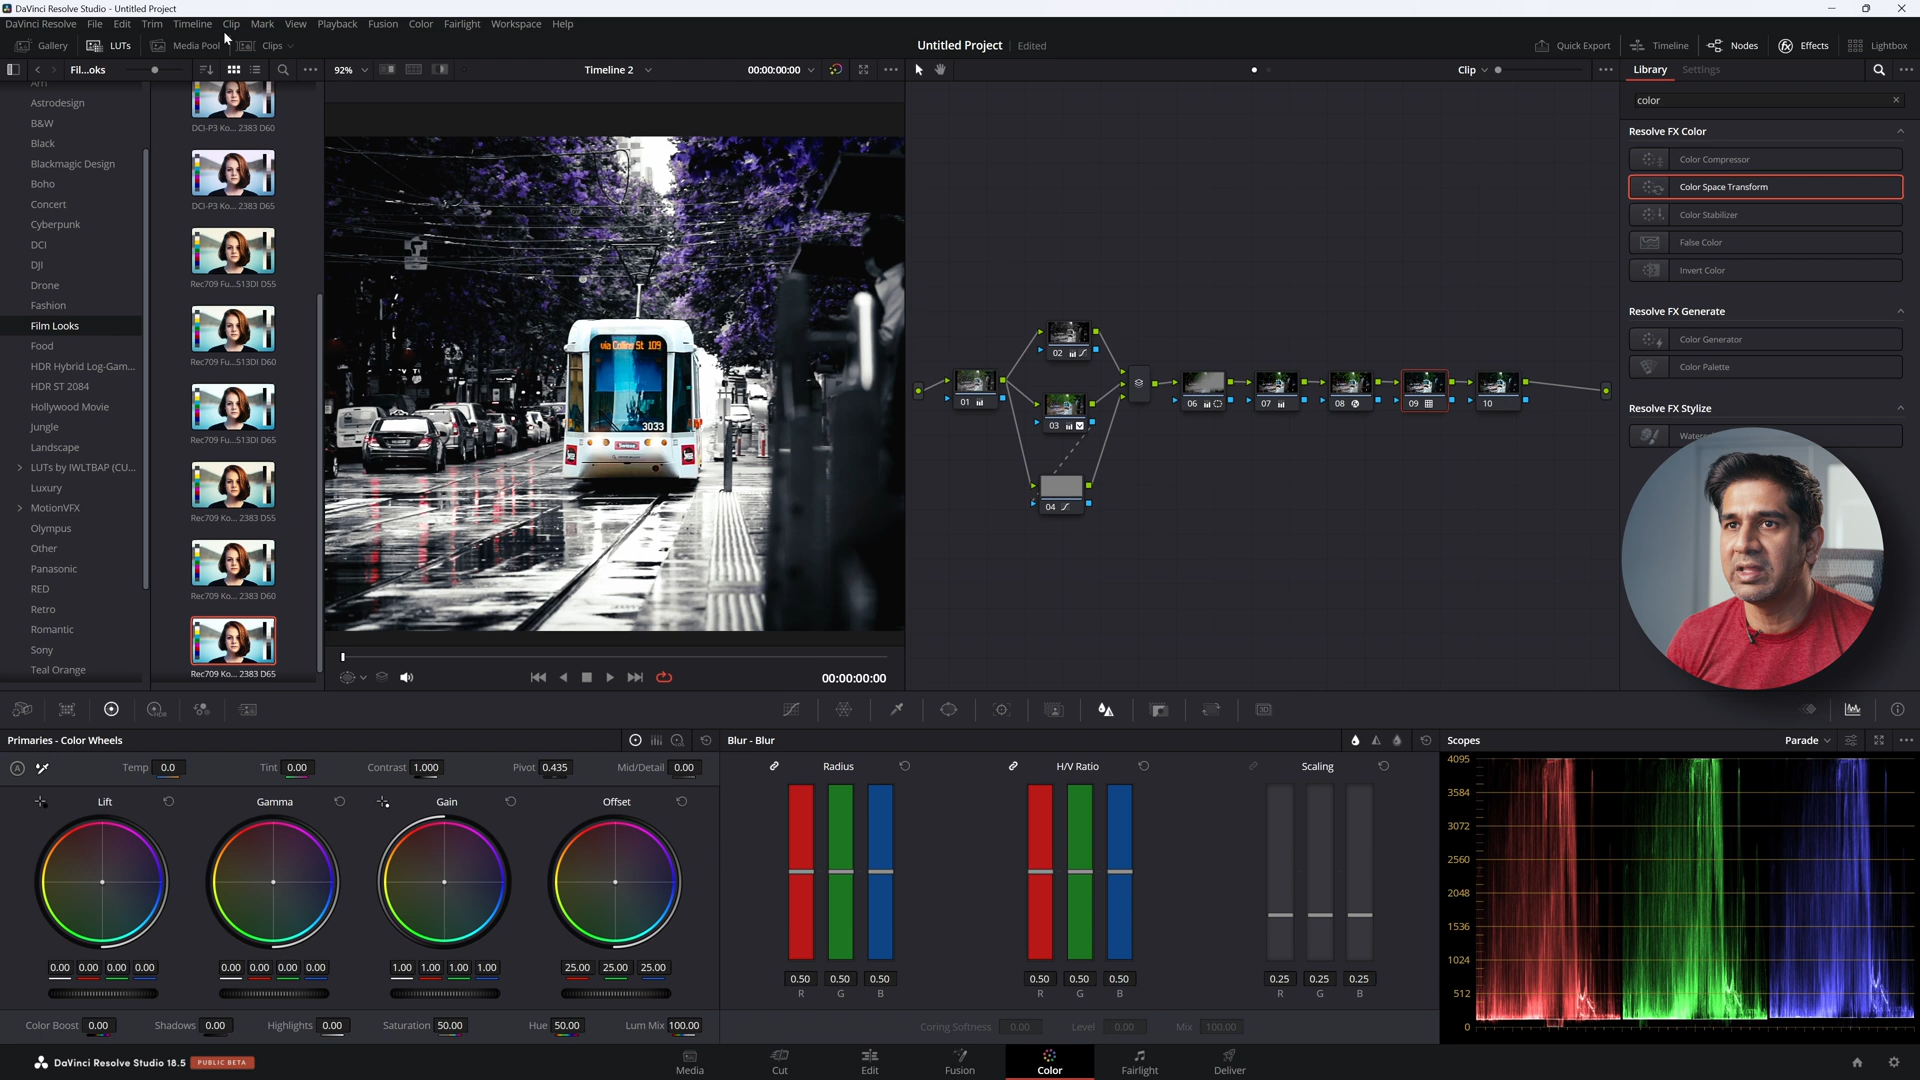 DaVinci Resolve Studio - Untitled Project
DaVinci Resolve File Edit Trim Timeline Clip Mark View Playback Fusion Color Fairlight Workspace Help
Gallery LUTs Media Pool Clips Untitled Project Edited Quick Export Timeline Nodes Effects Lightbox
Fil...oks 92% Timeline 2 00:00:00:00 Clip Library Settings
color
Astrodesign
B&W
Black
Blackmagic Design
Boho
Concert
Cyberpunk
DCI
DJI
Drone
Fashion
Film Looks
Food
HDR Hybrid Log-Gam...
HDR ST 2084
Hollywood Movie
Jungle
Landscape
LUTs by IWLTBAP (CU...
Luxury
MotionVFX
Olympus
Other
Panasonic
RED
Retro
Romantic
Sony
Teal Orange
DCI-P3 Ko... 2383 D60
DCI-P3 Ko... 2383 D65
Rec709 Fu...513DI D55
Rec709 Fu...513DI D60
Rec709 Fu...513DI D65
Rec709 Ko... 2383 D55
Rec709 Ko... 2383 D60
Rec709 Ko... 2383 D65
via Collins St 109
3033
00:00:00:00
01
02
03
04
06
07
08
09
10
Resolve FX Color
Color Compressor
Color Space Transform
Color Stabilizer
False Color
Invert Color
Resolve FX Generate
Color Generator
Color Palette
Resolve FX Stylize
Primaries - Color Wheels
Temp 0.0 Tint 0.00 Contrast 1.000 Pivot 0.435 Mid/Detail 0.00
Lift Gamma Gain Offset
0.00 0.00 0.00 0.00 0.00 0.00 0.00 0.00 1.00 1.00 1.00 1.00 25.00 25.00 25.00
Color Boost 0.00 Shadows 0.00 Highlights 0.00 Saturation 50.00 Hue 50.00 Lum Mix 100.00
Blur - Blur
Radius H/V Ratio Scaling
0.50 0.50 0.50 0.50 0.50 0.50 0.25 0.25 0.25
R G B R G B R G B
Coring Softness 0.00 Level 0.00 Mix 100.00
Scopes Parade
4095
3584
3072
2560
2048
1536
1024
512
0
DaVinci Resolve Studio 18.5 PUBLIC BETA
Media Cut Edit Fusion Color Fairlight Deliver